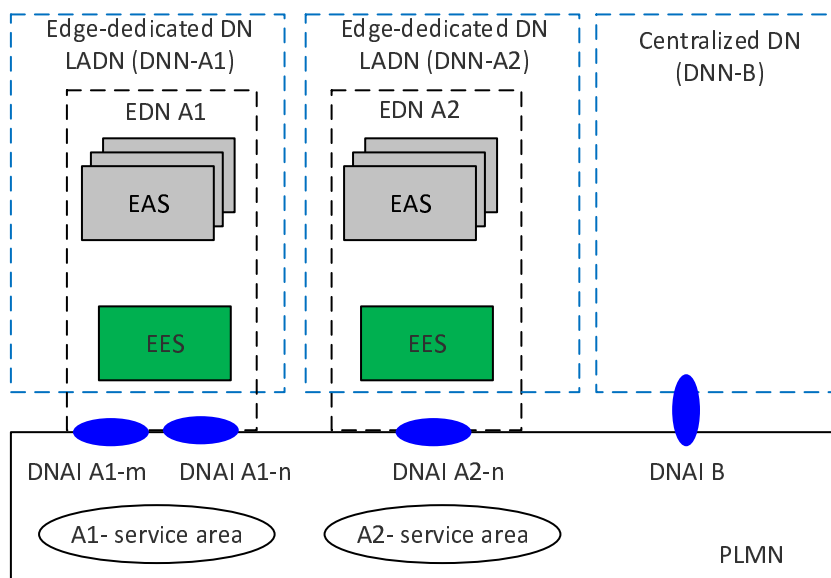 Edge-dedicated DN
LADN (DNN-A1)
Edge-dedicated DN
LADN (DNN-A2)
Centralized DN
(DNN-B)
EDN A1
EDN A2
EAS
EAS
EES
EES
DNAI A1-m
DNAI A1-n
DNAI A2-n
DNAI B
A1- service area
A2- service area
PLMN